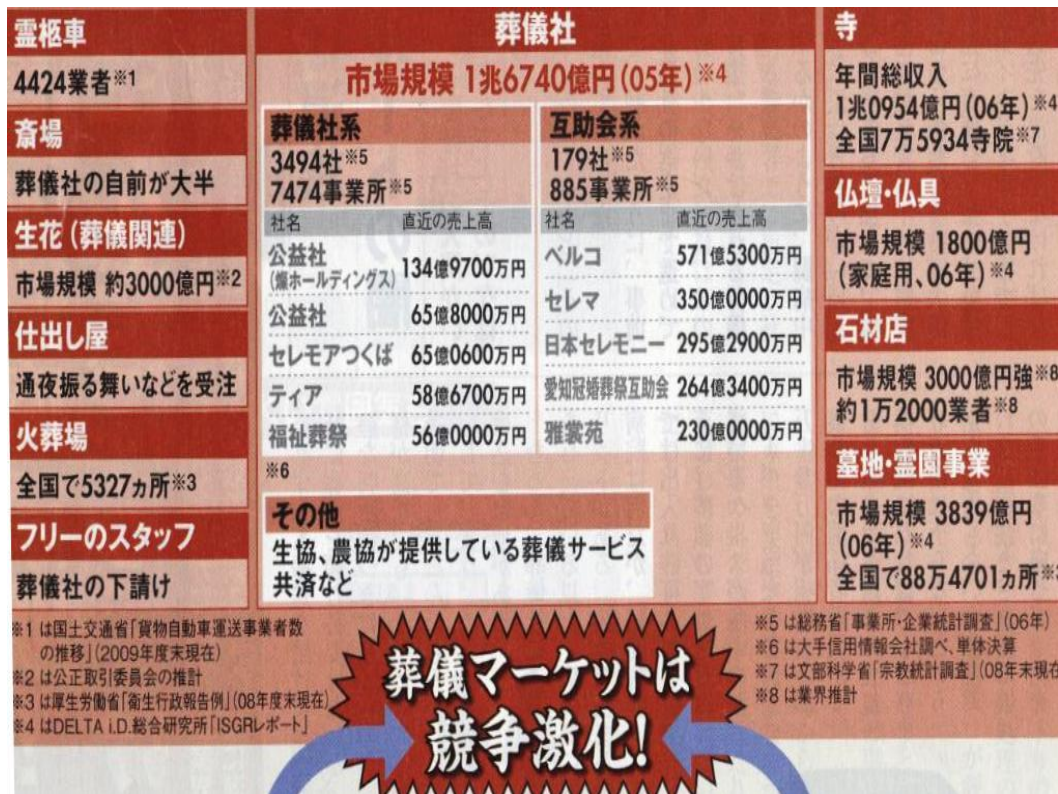 霊柩車
4424業者※1
斎場
葬儀社の自前が大半
生花(葬儀関連)
市場規模 約3000億円※2
仕出し屋
通夜振る舞いなどを受注
火葬場
全国で5327ヵ所※3
フリーのスタッフ
葬儀社の下請け
葬儀社
市場規模 1兆6740億円(05年)※4
葬儀社系
3494社※5
7474事業所※5
社名 直近の売上高
公益社
(燦ホールディングス) 134億9700万円
公益社 65億8000万円
セレモアつくば 65億0600万円
ティア 58億6700万円
福祉葬祭 56億0000万円
※6
互助会系
179社※5
885事業所※5
社名 直近の売上高
ベルコ 571億5300万円
セレマ 350億0000万円
日本セレモニー 295億2900万円
愛知冠婚葬祭互助会 264億3400万円
雅裳苑 230億0000万円
その他
生協、農協が提供している葬儀サービス
共済など
寺
年間総収入
1兆0954億円(06年)※4
全国7万5934寺院※7
仏壇・仏具
市場規模 1800億円
(家庭用、06年)※4
石材店
市場規模 3000億円強※8
約1万2000業者※8
墓地・霊園事業
市場規模 3839億円
(06年)※4
全国で88万4701ヵ所※3
※1 は国土交通省「貨物自動車運送事業者数
の推移」(2009年度末現在)
※2 は公正取引委員会の推計
※3 は厚生労働省「衛生行政報告例」(08年度末現在)
※4 はDELTA i.D.総合研究所「ISGRレポート」
※5 は総務省「事業所・企業統計調査」(06年)
※6 は大手信用情報会社調べ、単体決算
※7 は文部科学省「宗教統計調査」(08年末現在
※8 は業界推計
葬儀マーケットは
競争激化!